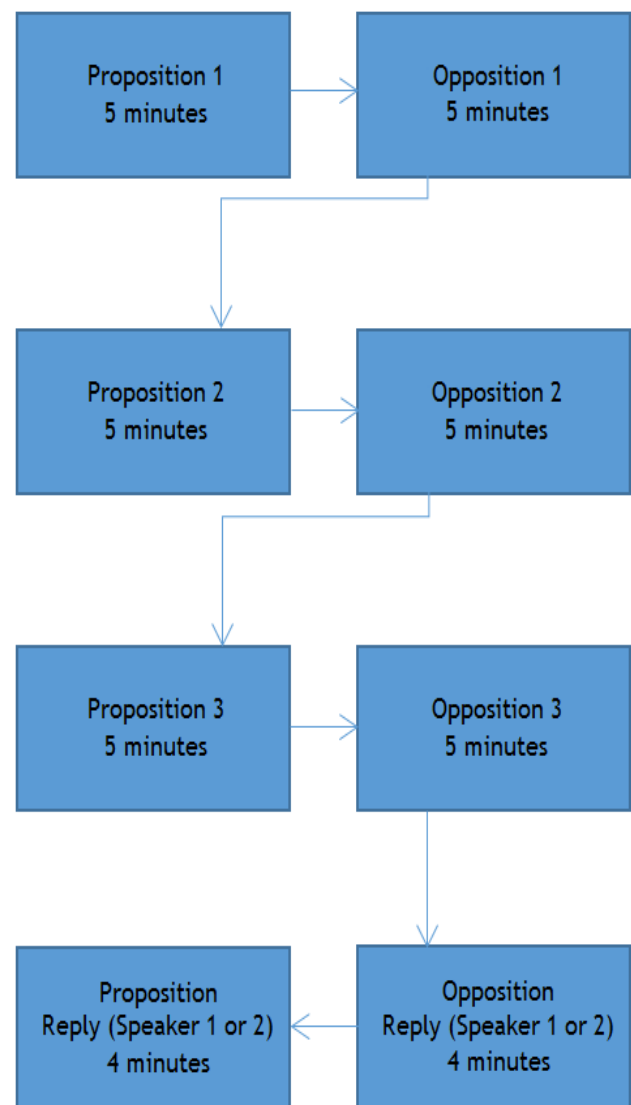 Proposition 1
5 minutes
Opposition 1
5 minutes
Proposition 2
5 minutes
Opposition 2
5 minutes
Proposition 3
5 minutes
Opposition 3
5 minutes
Proposition
Reply (Speaker 1 or 2)
4 minutes
Opposition
Reply (Speaker 1 or 2)
4 minutes